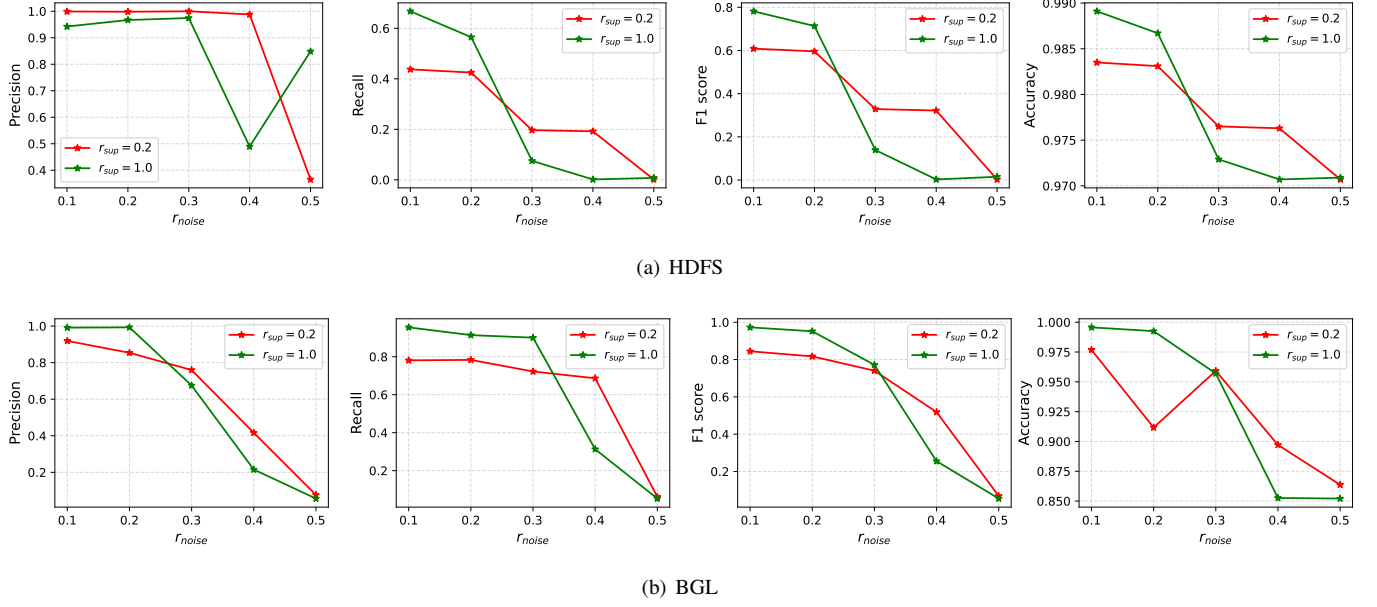 Precision
1.0
0.9
0.8
0.7
0.6
0.5
0.4
r_sup = 0.2
r_sup = 1.0
0.1 0.2 0.3 0.4 0.5
r_noise
Recall
0.6
0.4
0.2
0.0
r_sup = 0.2
r_sup = 1.0
0.1 0.2 0.3 0.4 0.5
r_noise
F1 score
0.8
0.6
0.4
0.2
0.0
r_sup = 0.2
r_sup = 1.0
0.1 0.2 0.3 0.4 0.5
r_noise
Accuracy
0.990
0.985
0.980
0.975
0.970
r_sup = 0.2
r_sup = 1.0
0.1 0.2 0.3 0.4 0.5
r_noise
(a) HDFS
Precision
1.0
0.8
0.6
0.4
0.2
r_sup = 0.2
r_sup = 1.0
0.1 0.2 0.3 0.4 0.5
r_noise
Recall
0.8
0.6
0.4
0.2
r_sup = 0.2
r_sup = 1.0
0.1 0.2 0.3 0.4 0.5
r_noise
F1 score
1.0
0.8
0.6
0.4
0.2
r_sup = 0.2
r_sup = 1.0
0.1 0.2 0.3 0.4 0.5
r_noise
Accuracy
1.000
0.975
0.950
0.925
0.900
0.875
0.850
r_sup = 0.2
r_sup = 1.0
0.1 0.2 0.3 0.4 0.5
r_noise
(b) BGL